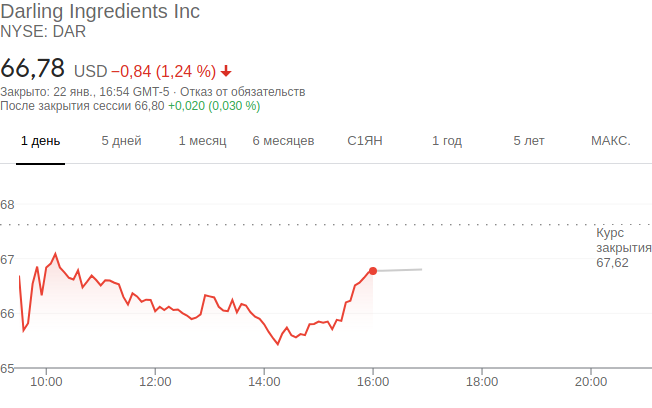 Darling Ingredients Inc
NYSE: DAR
66,78 USD −0,84 (1,24 %)
Закрыто: 22 янв., 16:54 GMT-5 · Отказ от обязательств
После закрытия сессии 66,80 +0,020 (0,030 %)
1 день 5 дней 1 месяц 6 месяцев С1ЯН 1 год 5 лет МАКС.
68
Курс
закрытия
67,62
67
66
65
10:00 12:00 14:00 16:00 18:00 20:00